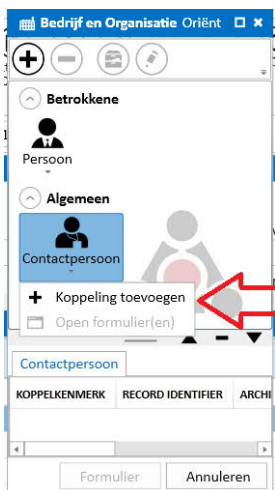 Bedrijf en Organisatie Oriënt
Betrokkene
Persoon
Algemeen
Contactpersoon
Koppeling toevoegen
Open formulier(en)
Contactpersoon
KOPPELKENMERK RECORD IDENTIFIER ARCHI
Formulier Annuleren